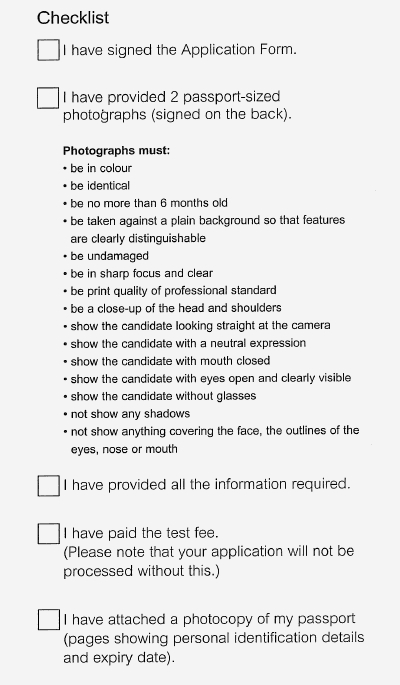 Checklist
I have signed the Application Form.
I have provided 2 passport-sized
photographs (signed on the back).
Photographs must:
• be in colour
• be identical
• be no more than 6 months old
• be taken against a plain background so that features
are clearly distinguishable
• be undamaged
• be in sharp focus and clear
• be print quality of professional standard
• be a close-up of the head and shoulders
• show the candidate looking straight at the camera
• show the candidate with a neutral expression
• show the candidate with mouth closed
• show the candidate with eyes open and clearly visible
• show the candidate without glasses
• not show any shadows
• not show anything covering the face, the outlines of the
eyes, nose or mouth
I have provided all the information required.
I have paid the test fee.
(Please note that your application will not be
processed without this.)
I have attached a photocopy of my passport
(pages showing personal identification details
and expiry date).